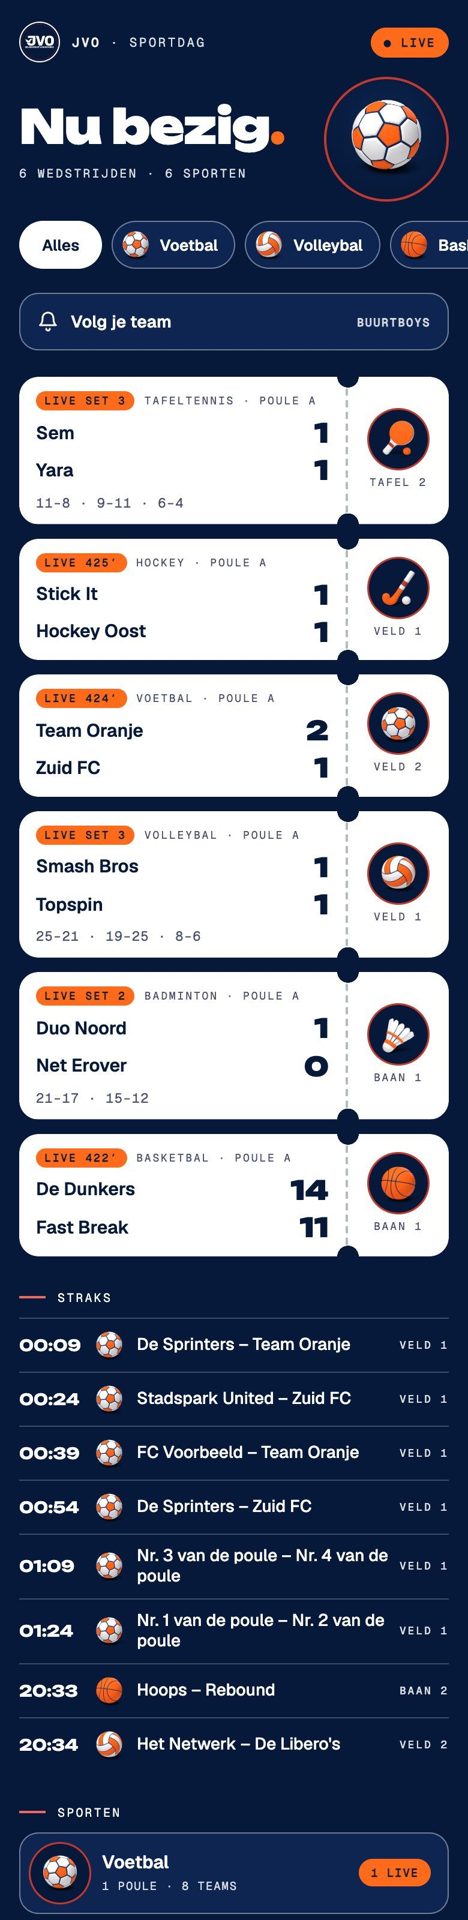 JVO
JVO · SPORTDAG
● LIVE
Nu bezig.
6 WEDSTRIJDEN · 6 SPORTEN
Alles
Voetbal
Volleybal
Bas
Volg je team
BUURTBOYS
LIVE SET 3 TAFELTENNIS · POULE A
Sem 1
Yara 1
11–8 · 9–11 · 6–4
TAFEL 2
LIVE 425' HOCKEY · POULE A
Stick It 1
Hockey Oost 1
VELD 1
LIVE 424' VOETBAL · POULE A
Team Oranje 2
Zuid FC 1
VELD 2
LIVE SET 3 VOLLEYBAL · POULE A
Smash Bros 1
Topspin 1
25–21 · 19–25 · 8–6
VELD 1
LIVE SET 2 BADMINTON · POULE A
Duo Noord 1
Net Erover 0
21–17 · 15–12
BAAN 1
LIVE 422' BASKETBAL · POULE A
De Dunkers 14
Fast Break 11
BAAN 1
STRAKS
00:09 De Sprinters – Team Oranje VELD 1
00:24 Stadspark United – Zuid FC VELD 1
00:39 FC Voorbeeld – Team Oranje VELD 1
00:54 De Sprinters – Zuid FC VELD 1
01:09 Nr. 3 van de poule – Nr. 4 van de
poule VELD 1
01:24 Nr. 1 van de poule – Nr. 2 van de
poule VELD 1
20:33 Hoops – Rebound BAAN 2
20:34 Het Netwerk – De Libero's VELD 2
SPORTEN
Voetbal
1 POULE · 8 TEAMS
1 LIVE